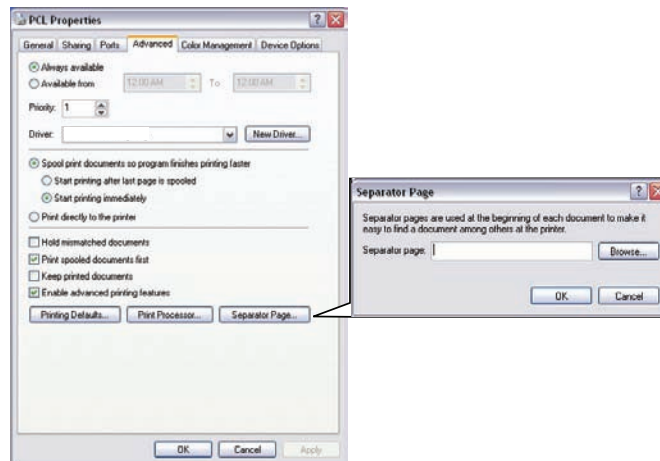 PCL Properties
General Sharing Ports Advanced Color Management Device Options
Always available
Available from 12:00 AM To 12:00 AM
Priority: 1
Driver: New Driver...
Spool print documents so program finishes printing faster
Start printing after last page is spooled
Start printing immediately
Print directly to the printer
Hold mismatched documents
Print spooled documents first
Keep printed documents
Enable advanced printing features
Printing Defaults... Print Processor... Separator Page...
OK Cancel Apply
Separator Page
Separator pages are used at the beginning of each document to make it
easy to find a document among others at the printer.
Separator page: Browse...
OK Cancel